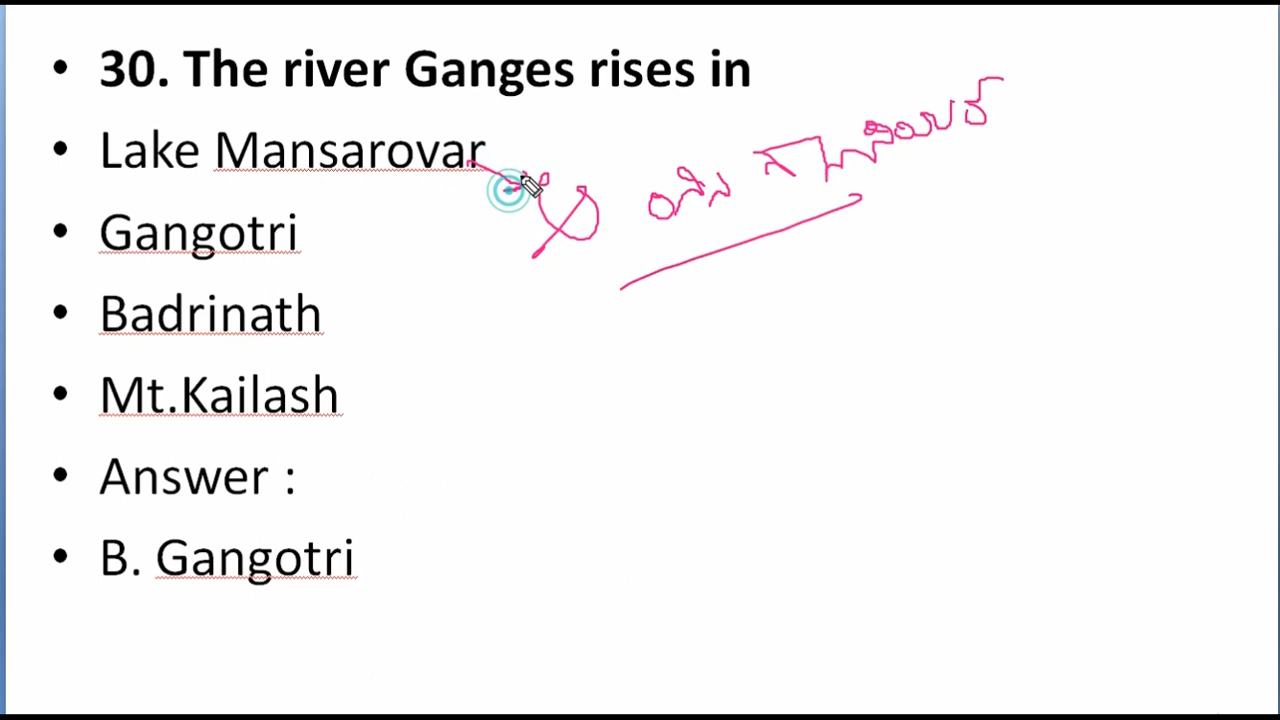 • 30. The river Ganges rises in
• Lake Mansarovar
• Gangotri
• Badrinath
• Mt.Kailash
• Answer :
• B. Gangotri